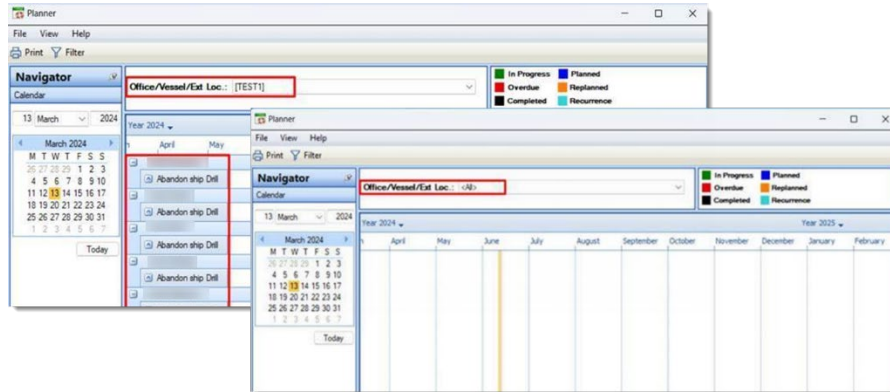 Planner
File View Help
Print Filter
Navigator
Calendar
13 March 2024
March 2024
M T W T F S S
26 27 28 29 1 2 3
4 5 6 7 8 9 10
11 12 13 14 15 16 17
18 19 20 21 22 23 24
25 26 27 28 29 30 31
1 2 3 4 5 6 7
Today
Office/Vessel/Ext Loc.: [TEST1]
In Progress Planned
Overdue Replanned
Completed Recurrence
Year 2024
April May
Abandon ship Drill
Abandon ship Drill
Abandon ship Drill
Abandon ship Drill
Planner
File View Help
Print Filter
Navigator
Calendar
13 March 2024
March 2024
M T W T F S S
26 27 28 29 1 2 3
4 5 6 7 8 9 10
11 12 13 14 15 16 17
18 19 20 21 22 23 24
25 26 27 28 29 30 31
1 2 3 4 5 6 7
Today
Office/Vessel/Ext Loc.: <All>
In Progress Planned
Overdue Replanned
Completed Recurrence
Year 2024 Year 2025
April May June July August September October November December January February